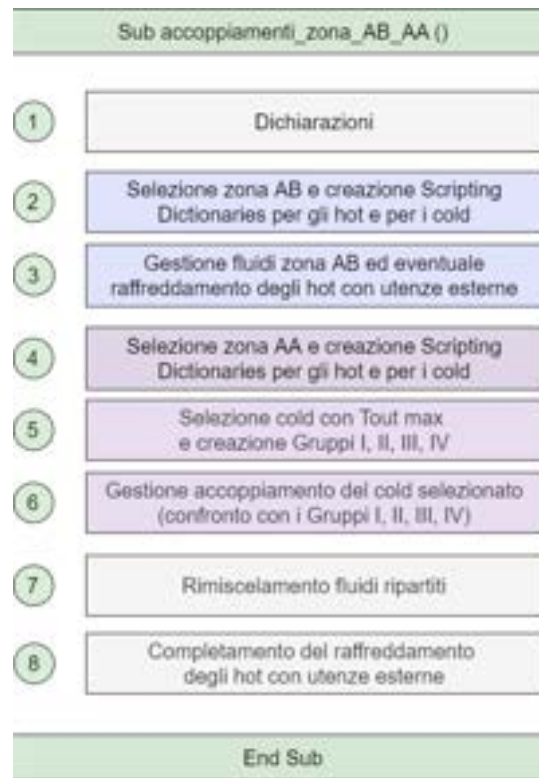 Sub accoppiamenti_zona_AB_AA ()
1
Dichiarazioni
2
Selezione zona AB e creazione Scripting
Dictionaries per gli hot e per i cold
3
Gestione fluidi zona AB ed eventuale
raffreddamento degli hot con utenze esterne
4
Selezione zona AA e creazione Scripting
Dictionaries per gli hot e per i cold
5
Selezione cold con Tout max
e creazione Gruppi I, II, III, IV
6
Gestione accoppiamento del cold selezionato
(confronto con i Gruppi I, II, III, IV)
7
Rimiscelamento fluidi ripartiti
8
Completamento del raffreddamento
degli hot con utenze esterne
End Sub